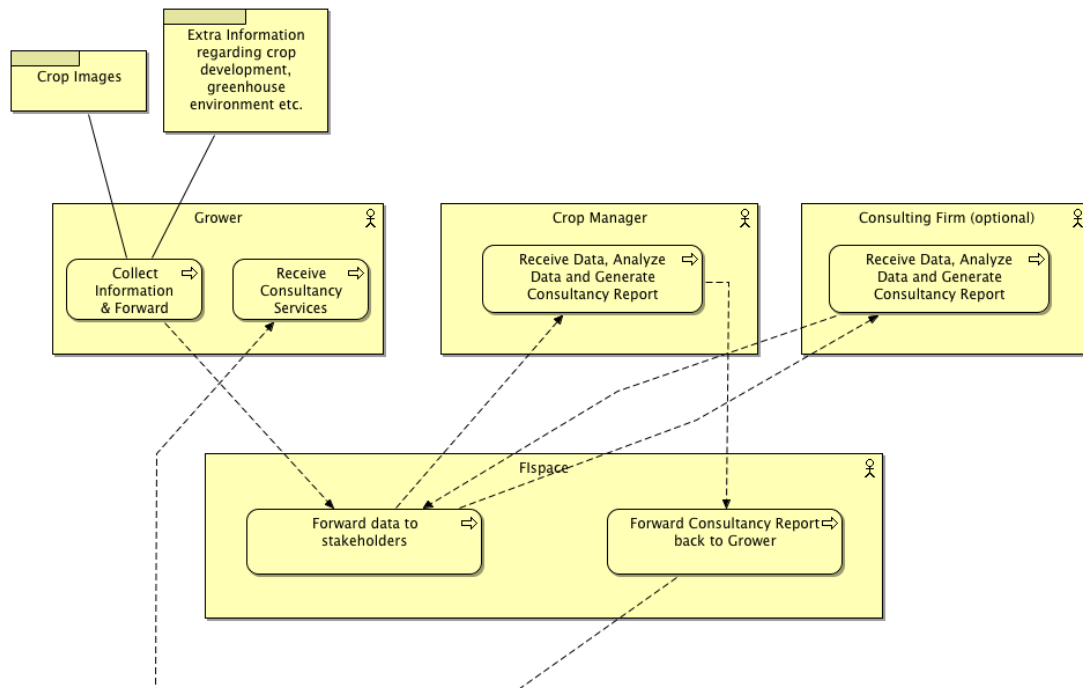 Extra Information
regarding crop
development,
greenhouse
environment etc.
Crop Images
Grower
Crop Manager
Consulting Firm (optional)
Collect
Information
& Forward
Receive
Consultancy
Services
Receive Data, Analyze
Data and Generate
Consultancy Report
Receive Data, Analyze
Data and Generate
Consultancy Report
FIspace
Forward data to
stakeholders
Forward Consultancy Report
back to Grower